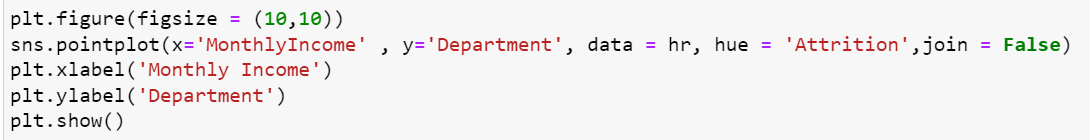 plt.figure(figsize = (10,10))
sns.pointplot(x='MonthlyIncome' , y='Department', data = hr, hue = 'Attrition',join = False)
plt.xlabel('Monthly Income')
plt.ylabel('Department')
plt.show()